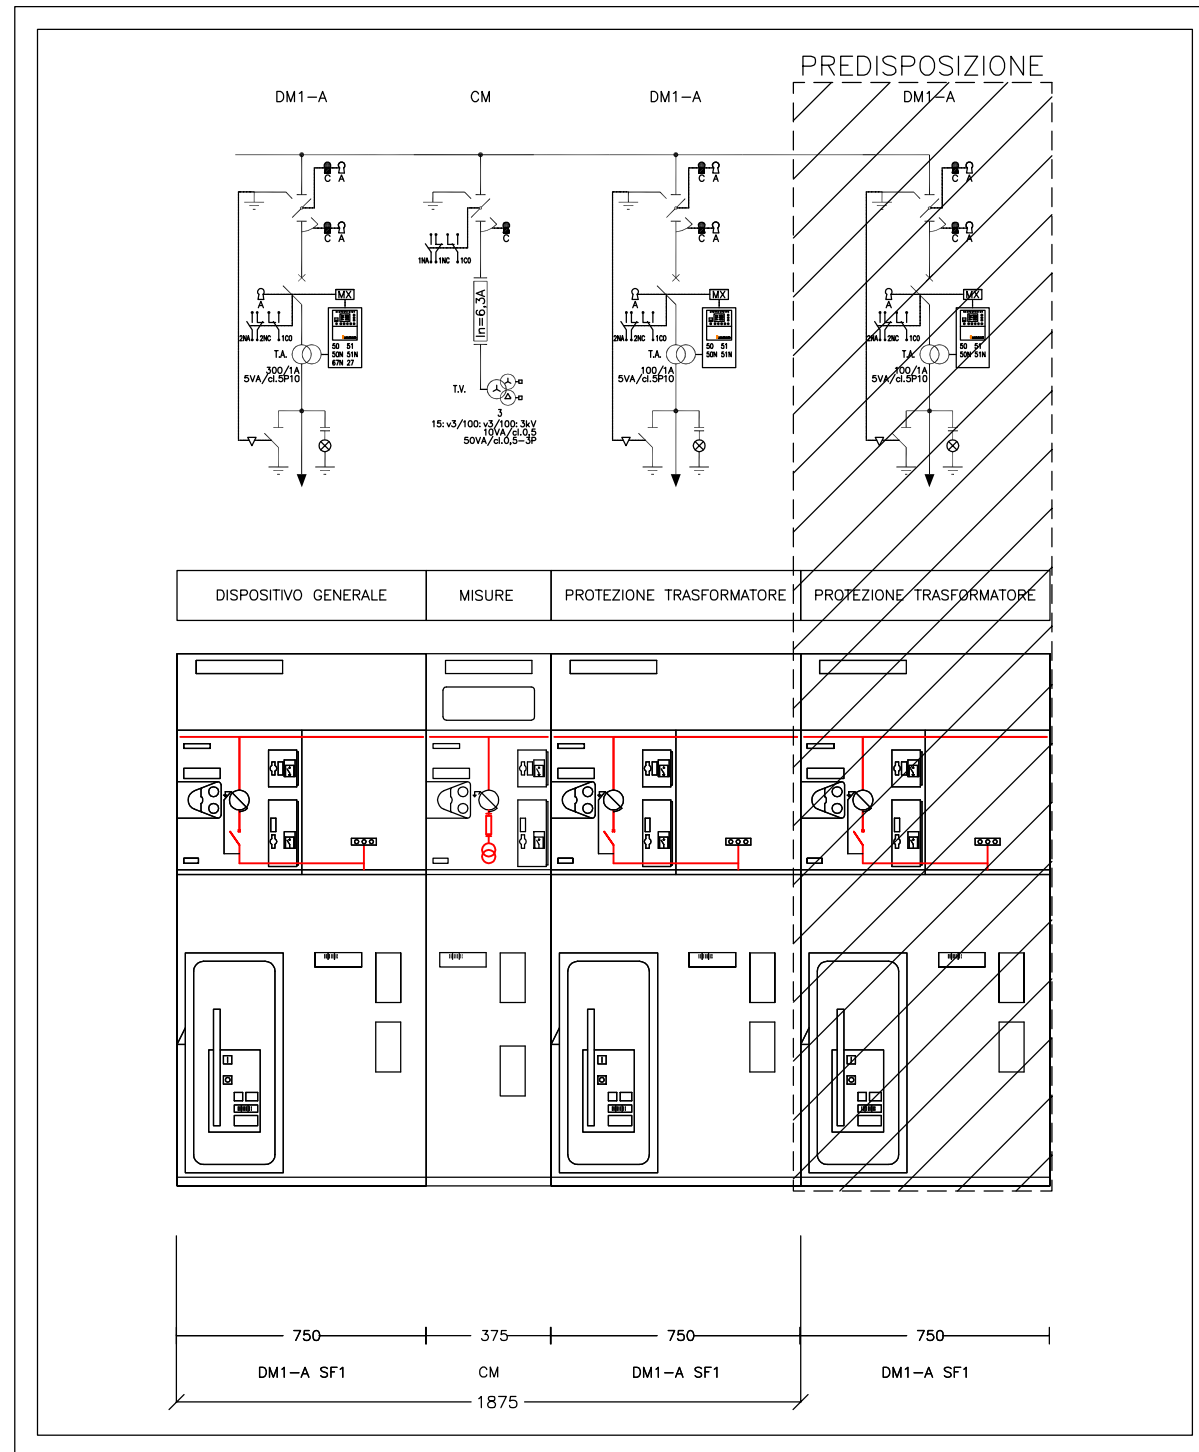 PREDISPOSIZIONE
DM1-A CM DM1-A DM1-A
C A C A C A
C A C C A C A
1NA 1NC 1CO
A MX A MX A MX
In=6,3A
2NA 2NC 1CO 2NA 2NC 1CO 2NA 2NC 1CO
50 51 50 51 50 51
T.A. 50N 51N T.A. 50N 51N T.A. 50N 51N
67N 27
300/1A 100/1A 100/1A
5VA/cl.5P10 5VA/cl.5P10 5VA/cl.5P10
T.V.
3
15:v3/100:v3/100:3kV
10VA/cl.0,5
50VA/cl.0,5-3P
DISPOSITIVO GENERALE MISURE PROTEZIONE TRASFORMATORE PROTEZIONE TRASFORMATORE
750 375 750 750
DM1-A SF1 CM DM1-A SF1 DM1-A SF1
1875